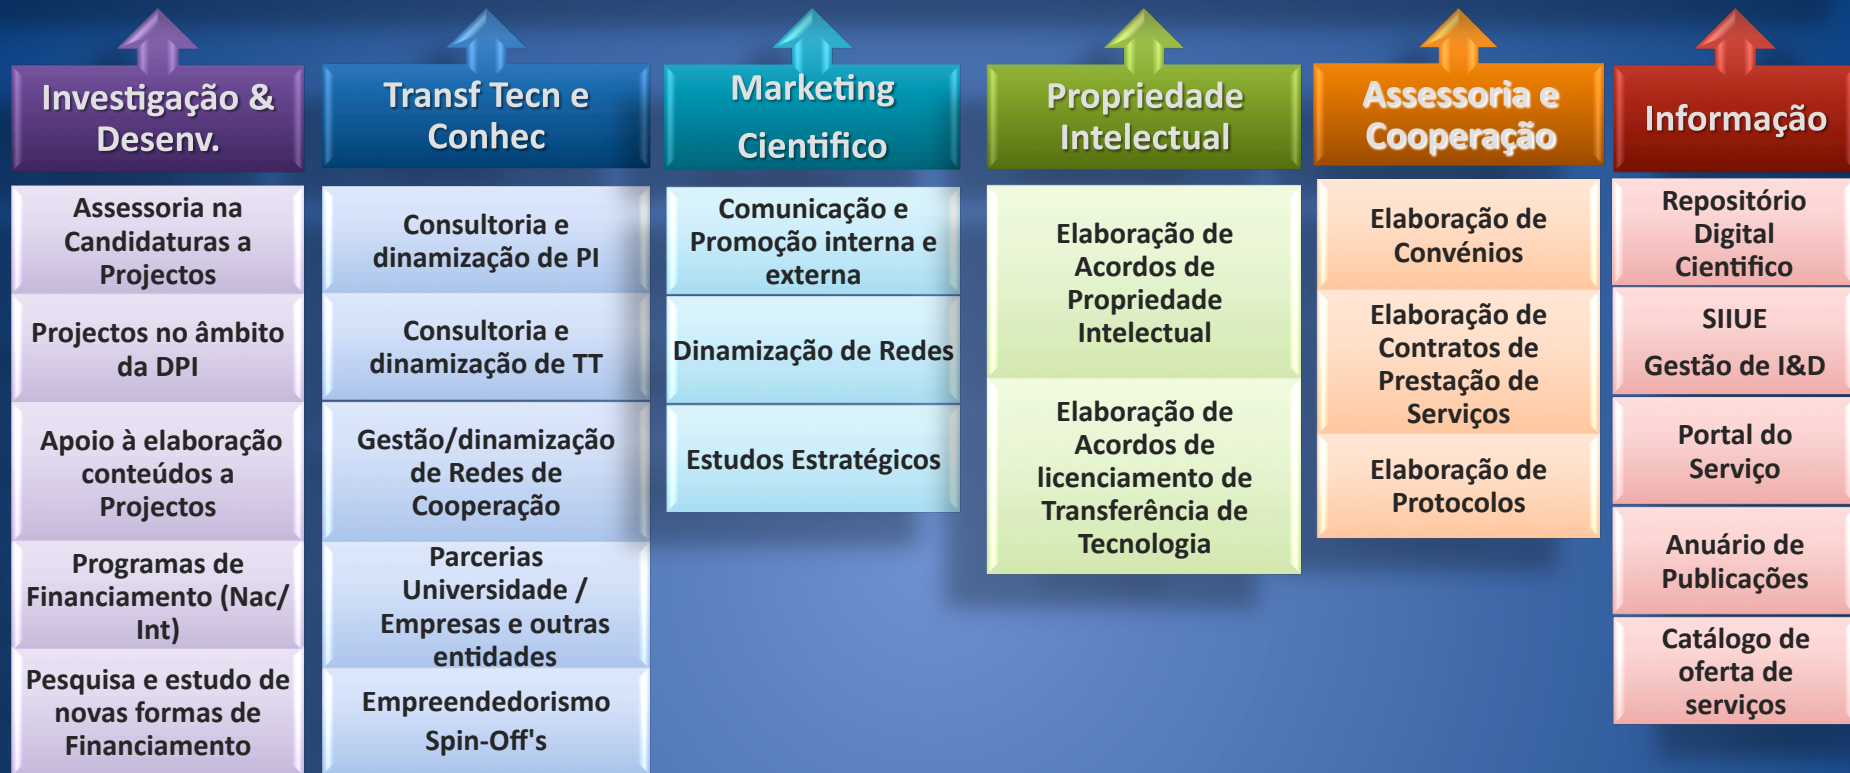 Investigação &
Desenv.
Assessoria na
Candidaturas a
Projectos
Projectos no âmbito
da DPI
Apoio à elaboração
conteúdos a
Projectos
Programas de
Financiamento (Nac/
Int)
Pesquisa e estudo de
novas formas de
Financiamento
Transf Tecn e
Conhec
Consultoria e
dinamização de PI
Consultoria e
dinamização de TT
Gestão/dinamização
de Redes de
Cooperação
Parcerias
Universidade /
Empresas e outras
entidades
Empreendedorismo
Spin-Off's
Marketing
Cientifico
Comunicação e
Promoção interna e
externa
Dinamização de Redes
Estudos Estratégicos
Propriedade
Intelectual
Elaboração de
Acordos de
Propriedade
Intelectual
Elaboração de
Acordos de
licenciamento de
Transferência de
Tecnologia
Assessoria e
Cooperação
Elaboração de
Convénios
Elaboração de
Contratos de
Prestação de
Serviços
Elaboração de
Protocolos
Informação
Repositório
Digital
Cientifico
SIIUE
Gestão de I&D
Portal do
Serviço
Anuário de
Publicações
Catálogo de
oferta de
serviços